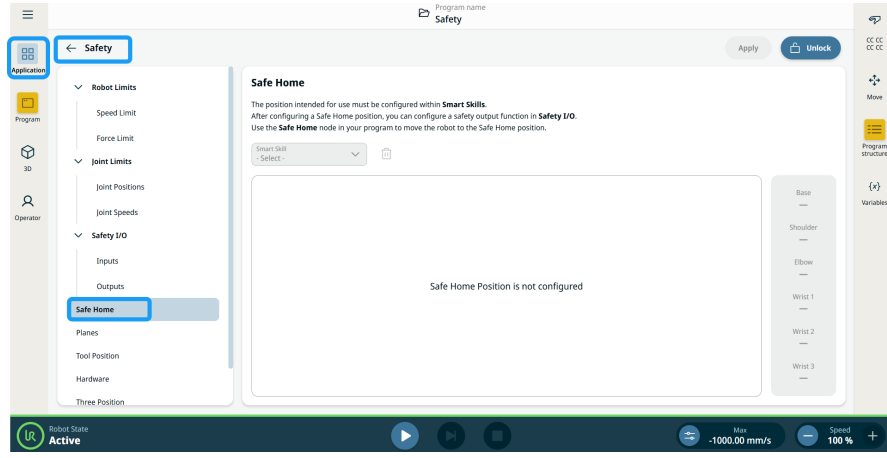 Program name
Safety
Safety
Apply
Unlock
Application
Program
3D
Operator
Robot Limits
Speed Limit
Force Limit
Joint Limits
Joint Positions
Joint Speeds
Safety I/O
Inputs
Outputs
Safe Home
Planes
Tool Position
Hardware
Three Position
Safe Home
The position intended for use must be configured within Smart Skills.
After configuring a Safe Home position, you can configure a safety output function in Safety I/O.
Use the Safe Home node in your program to move the robot to the Safe Home position.
Smart Skill
- Select -
Safe Home Position is not configured
Base
—
Shoulder
—
Elbow
—
Wrist 1
—
Wrist 2
—
Wrist 3
—
CC CC
CC CC
Move
Program
structure
{x}
Variables
UR
Robot State
Active
Max
-1000.00 mm/s
Speed
100 %